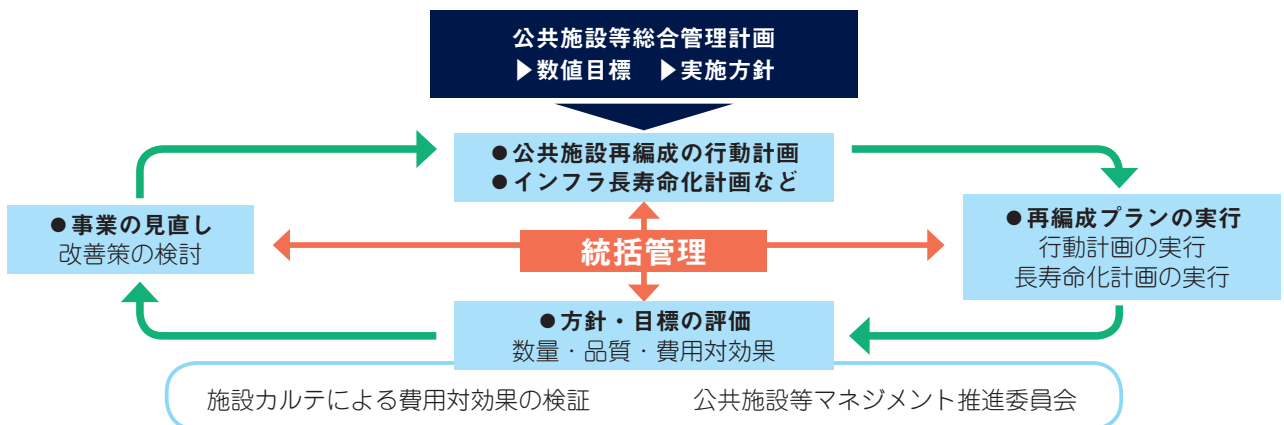 公共施設等総合管理計画
▶数値目標　▶実施方針
●公共施設再編成の行動計画
●インフラ長寿命化計画など
●事業の見直し
改善策の検討
統括管理
●再編成プランの実行
行動計画の実行
長寿命化計画の実行
●方針・目標の評価
数量・品質・費用対効果
施設カルテによる費用対効果の検証
公共施設等マネジメント推進委員会